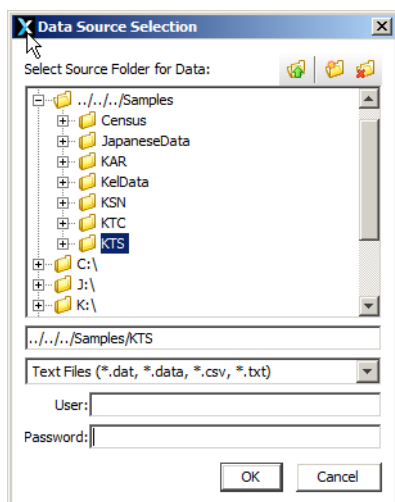 Data Source Selection
Select Source Folder for Data:
../../../Samples
Census
JapaneseData
KAR
KelData
KSN
KTC
KTS
C:\
J:\
K:\
../../../Samples/KTS
Text Files (*.dat, *.data, *.csv, *.txt)
User:
Password:
OK Cancel